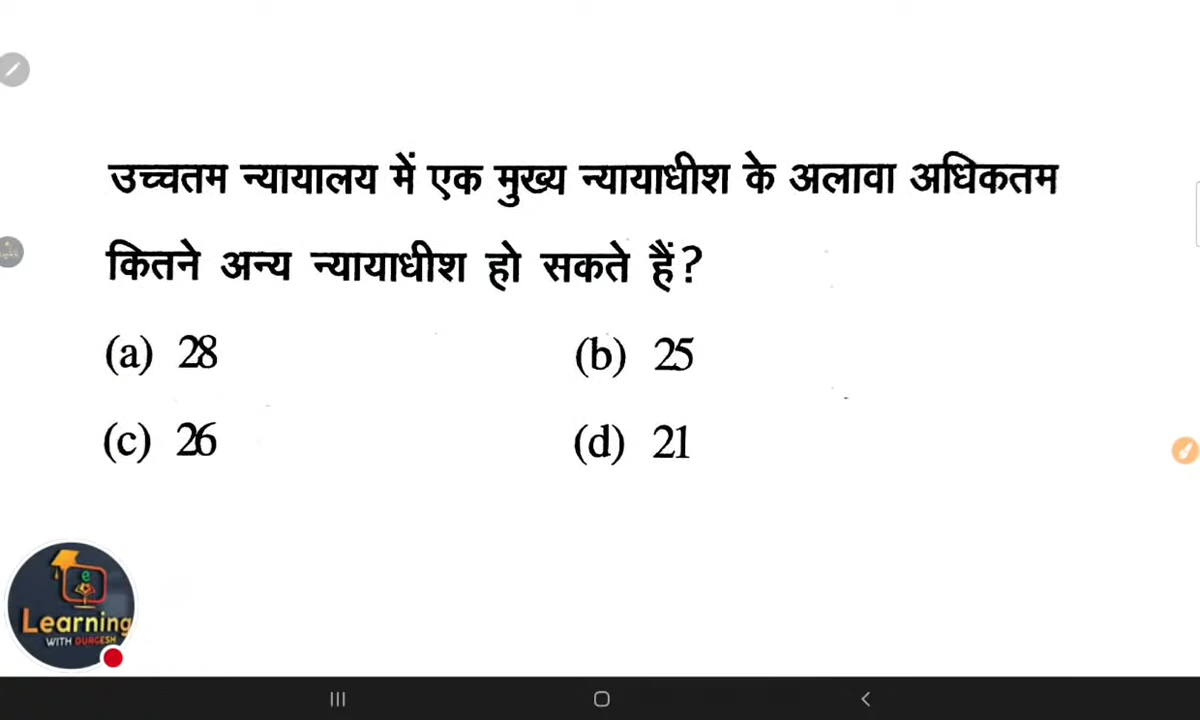 उच्चतम न्यायालय में एक मुख्य न्यायाधीश के अलावा अधिकतम
कितने अन्य न्यायाधीश हो सकते हैं?
(a) 28 (b) 25
(c) 26 (d) 21
e
Learning
WITH DURGESH